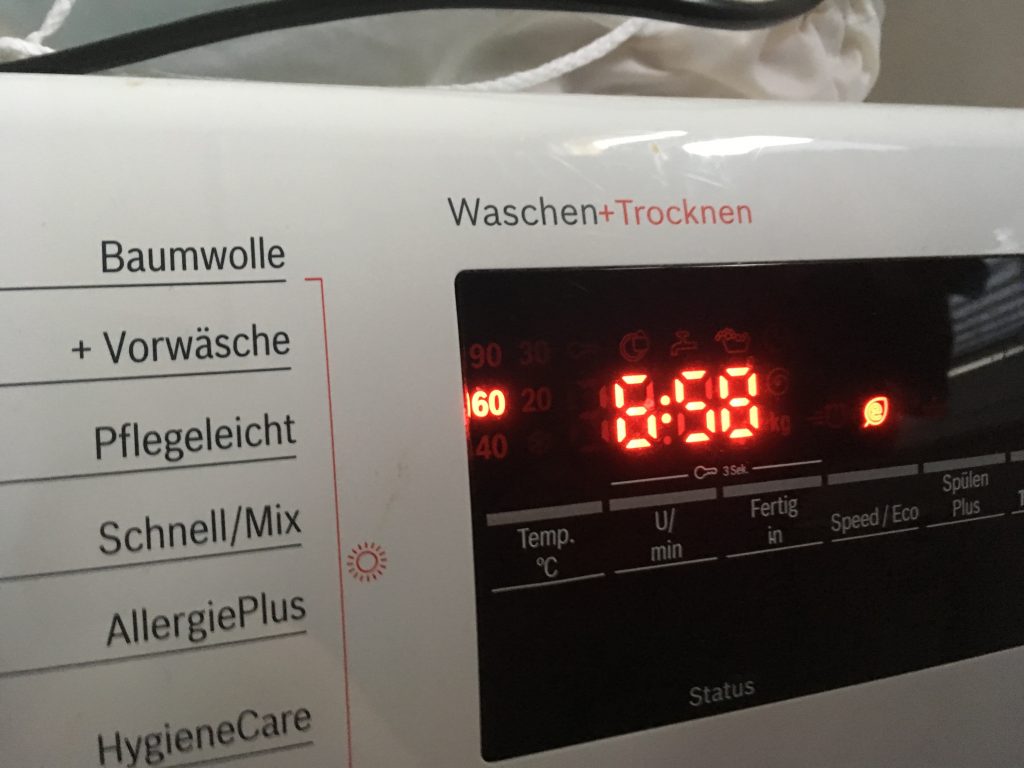 Waschen+Trocknen
Baumwolle
+ Vorwäsche
Pflegeleicht
Schnell/Mix
AllergiePlus
HygieneCare
90 30
60 20
40
6:58
kg
3 Sek.
Temp.
°C
U/
min
Fertig
in
Speed / Eco
Spülen
Plus
Status